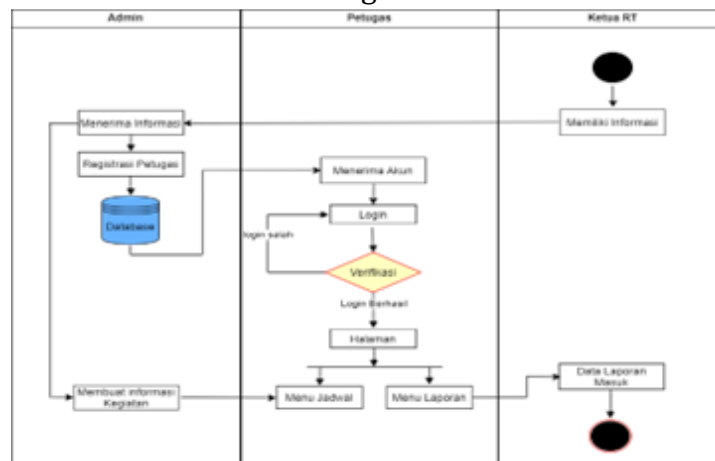 Admin
Petugas
Ketua RT
Menerima Informasi
Memiliki Informasi
Registrasi Petugas
Menerima Akun
Database
Login
login salah
Verifikasi
Login Berhasil
Halaman
Data Laporan
Masuk
Membuat informasi
Kegiatan
Menu Jadwal
Menu Laporan